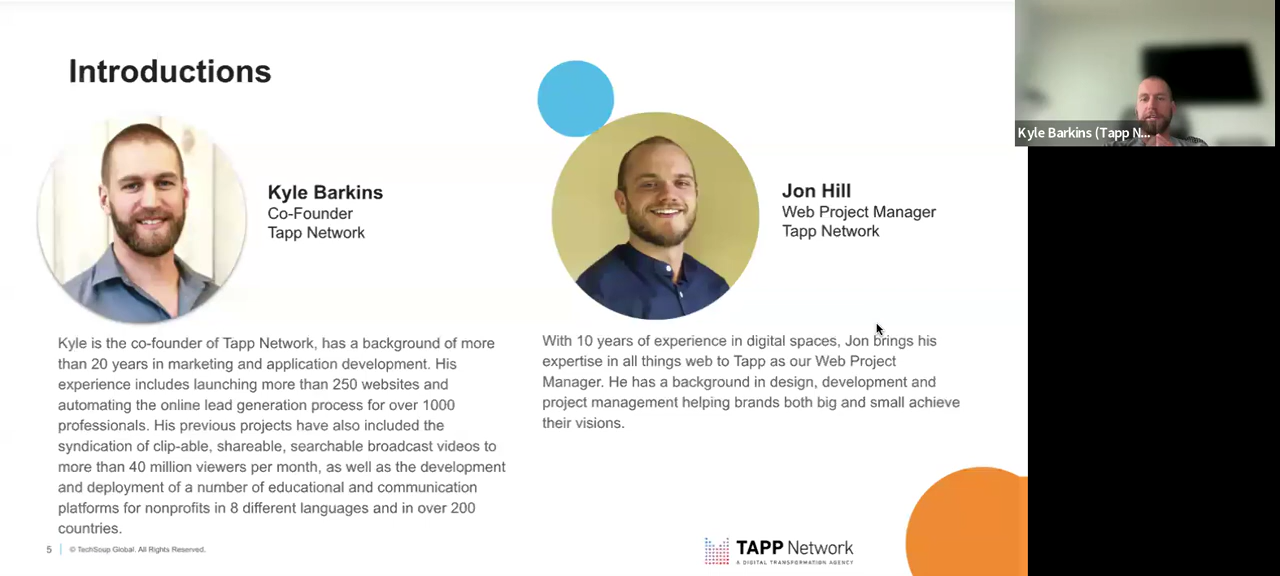 Introductions
Kyle Barkins (Tapp N...
Kyle Barkins
Co-Founder
Tapp Network
Jon Hill
Web Project Manager
Tapp Network
Kyle is the co-founder of Tapp Network, has a background of more
than 20 years in marketing and application development. His
experience includes launching more than 250 websites and
automating the online lead generation process for over 1000
professionals. His previous projects have also included the
syndication of clip-able, shareable, searchable broadcast videos to
more than 40 million viewers per month, as well as the development
and deployment of a number of educational and communication
platforms for nonprofits in 8 different languages and in over 200
countries.
With 10 years of experience in digital spaces, Jon brings his
expertise in all things web to Tapp as our Web Project
Manager. He has a background in design, development and
project management helping brands both big and small achieve
their visions.
5
© TechSoup Global. All Rights Reserved.
TAPP Network
A DIGITAL TRANSFORMATION AGENCY